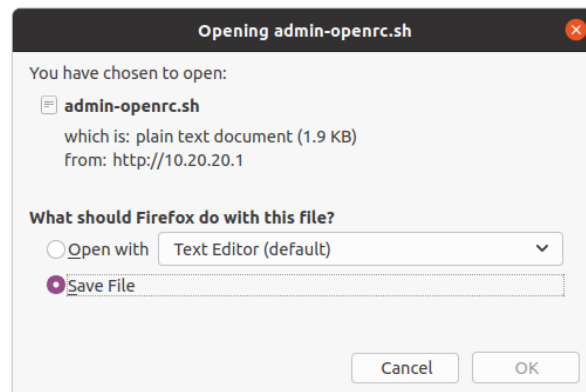 Opening admin-openrc.sh
You have chosen to open:
admin-openrc.sh
which is: plain text document (1.9 KB)
from: http://10.20.20.1
What should Firefox do with this file?
Open with Text Editor (default)
Save File
Cancel OK